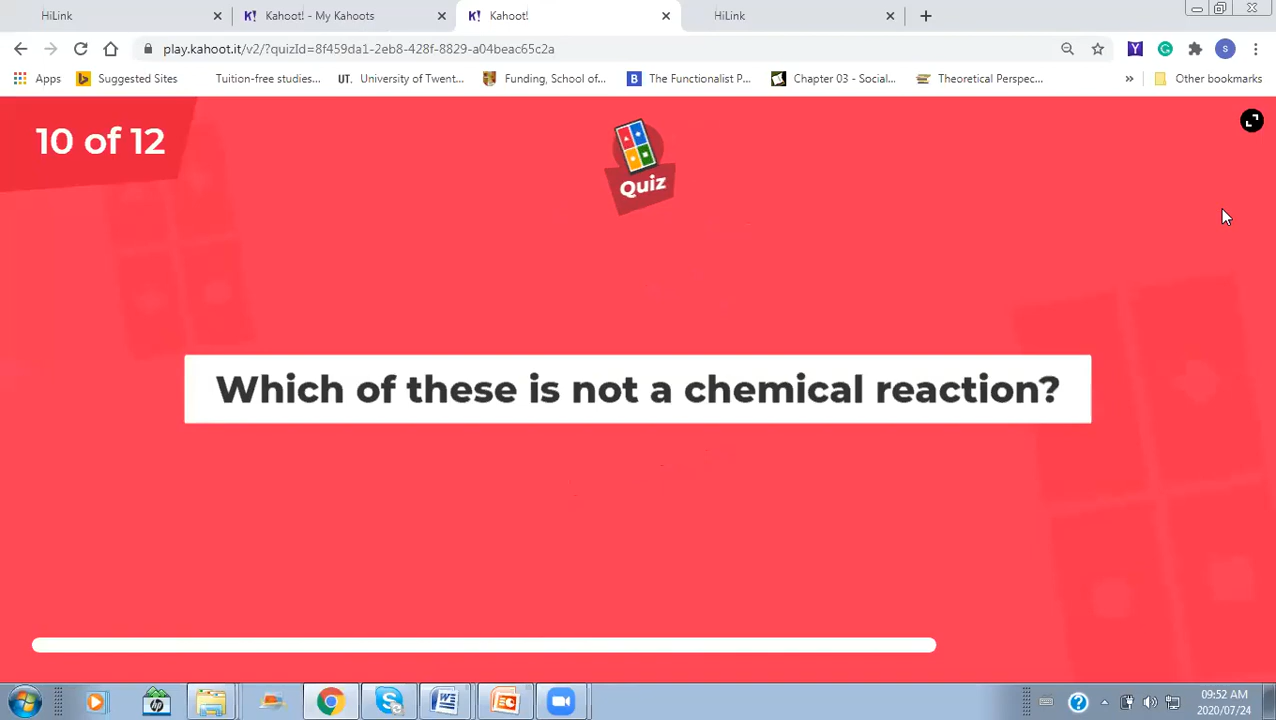 HiLink
K! Kahoot! - My Kahoots
K! Kahoot!
HiLink
play.kahoot.it/v2/?quizId=8f459da1-2eb8-428f-8829-a04beac65c2a
Y
G
S
Apps
Suggested Sites
Tuition-free studies...
UT. University of Twent...
Funding, School of...
B The Functionalist P...
Chapter 03 - Social...
Theoretical Perspec...
»
Other bookmarks
10 of 12
Quiz
Which of these is not a chemical reaction?
hp
09:52 AM
2020/07/24